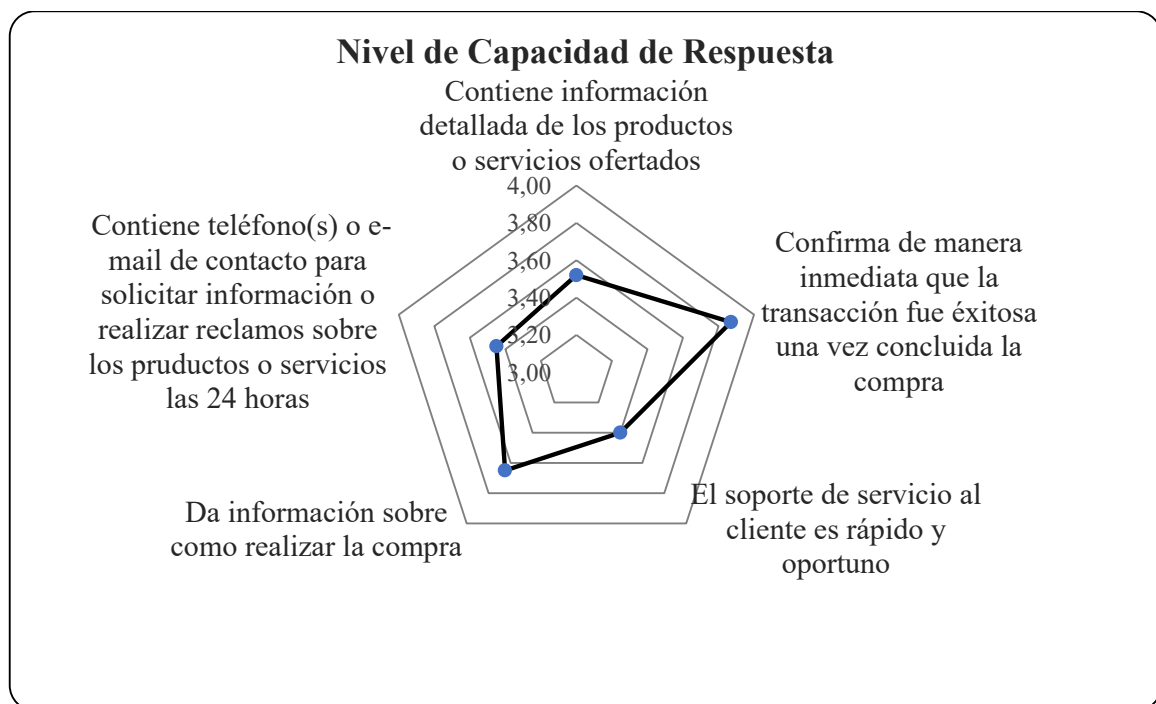 Nivel de Capacidad de Respuesta
Contiene información
detallada de los productos
o servicios ofertados
4,00
3,80
3,60
3,40
3,20
3,00
Confirma de manera
inmediata que la
transacción fue éxitosa
una vez concluida la
compra
El soporte de servicio al
cliente es rápido y
oportuno
Da información sobre
como realizar la compra
Contiene teléfono(s) o e-
mail de contacto para
solicitar información o
realizar reclamos sobre
los pruductos o servicios
las 24 horas